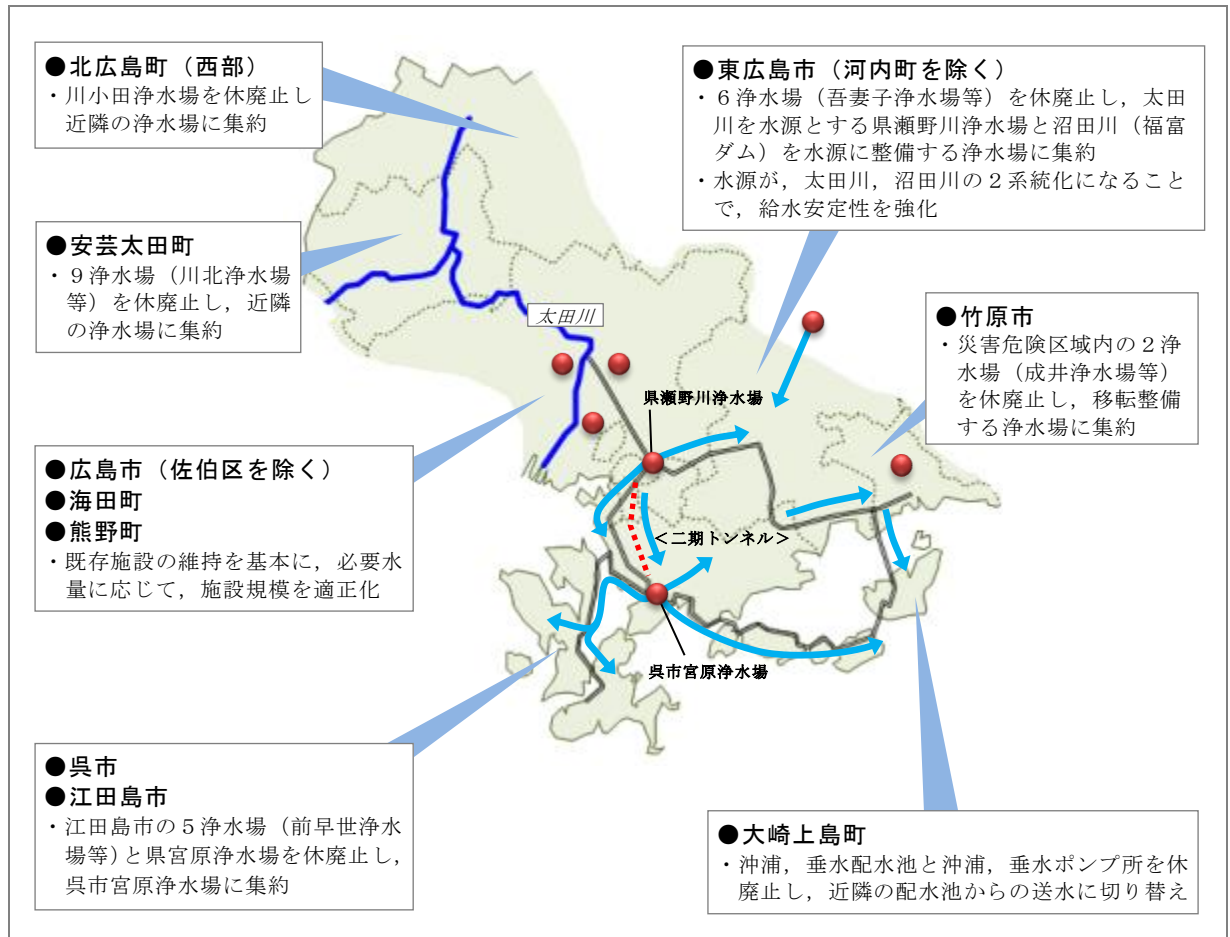 ●北広島町（西部）
・川小田浄水場を休廃止し
近隣の浄水場に集約
●東広島市（河内町を除く）
・６浄水場（吾妻子浄水場等）を休廃止し，太田
川を水源とする県瀬野川浄水場と沼田川（福富
ダム）を水源に整備する浄水場に集約
・水源が，太田川，沼田川の２系統化になること
で，給水安定性を強化
●安芸太田町
・９浄水場（川北浄水場
等）を休廃止し，近隣
の浄水場に集約
太田川
●竹原市
・災害危険区域内の２浄
水場（成井浄水場等）
を休廃止し，移転整備
する浄水場に集約
県瀬野川浄水場
●広島市（佐伯区を除く）
●海田町
●熊野町
・既存施設の維持を基本に，必要水
量に応じて，施設規模を適正化
＜二期トンネル＞
呉市宮原浄水場
●呉市
●江田島市
・江田島市の５浄水場（前早世浄水
場等）と県宮原浄水場を休廃止し，
呉市宮原浄水場に集約
●大崎上島町
・沖浦，垂水配水池と沖浦，垂水ポンプ所を休
廃止し，近隣の配水池からの送水に切り替え